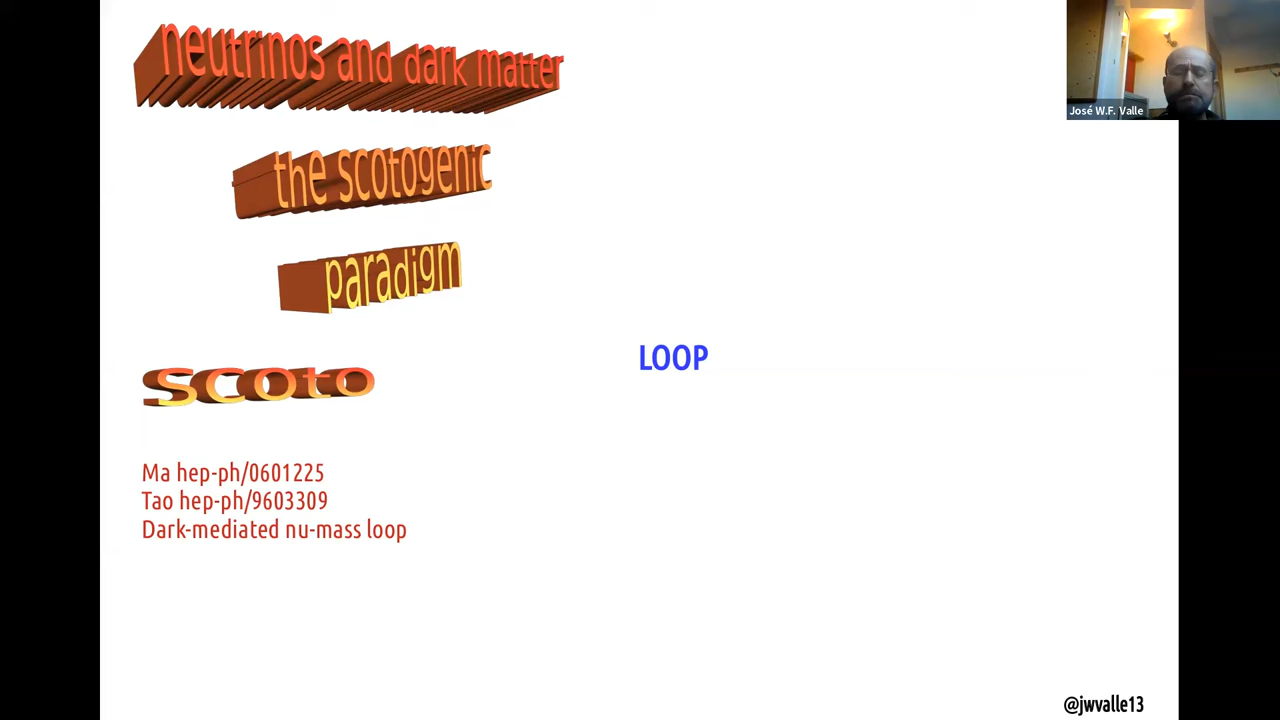 neutrinos and dark matter
the scotogenic
paradigm
scoto
LOOP
Ma hep-ph/0601225
Tao hep-ph/9603309
Dark-mediated nu-mass loop
@jwvalle13
José W.F. Valle